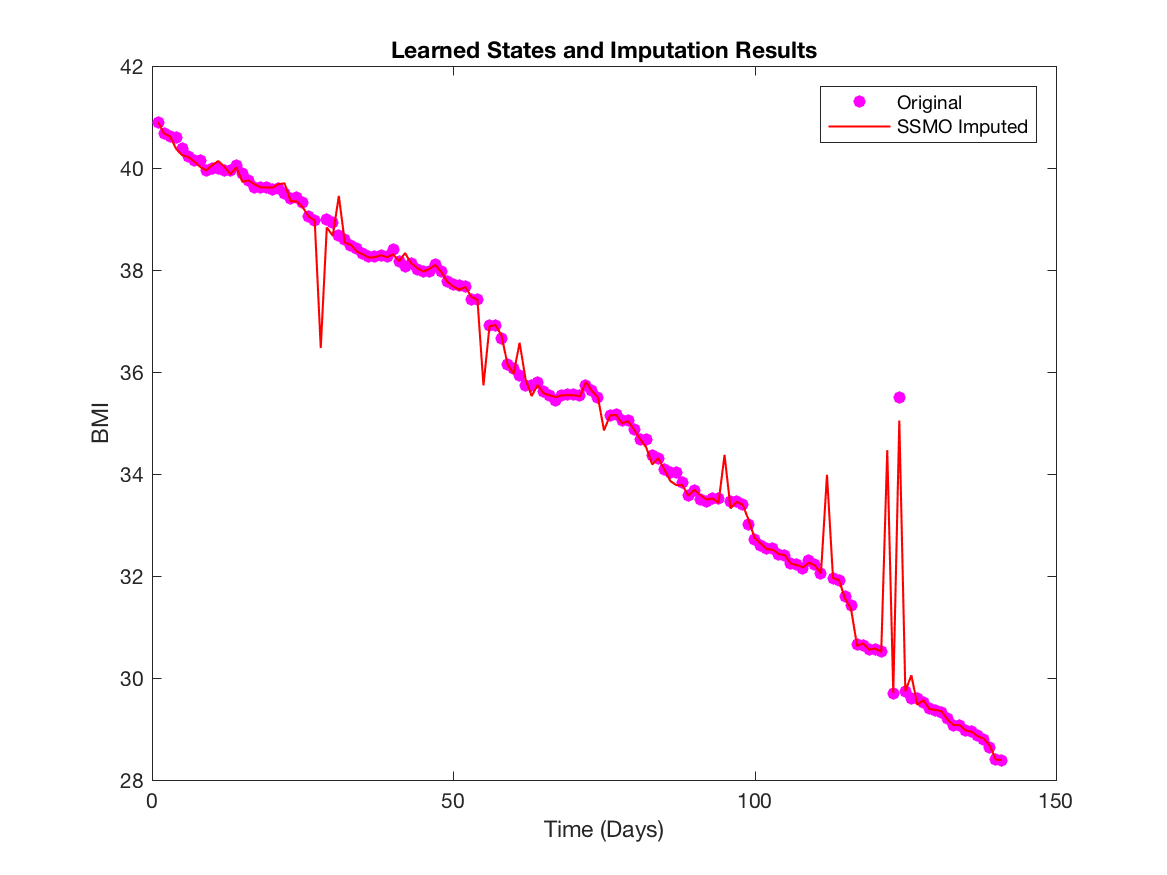 Learned States and Imputation Results
Original
SSMO Imputed
42
40
38
36
34
32
30
28
BMI
0
50
100
150
Time (Days)